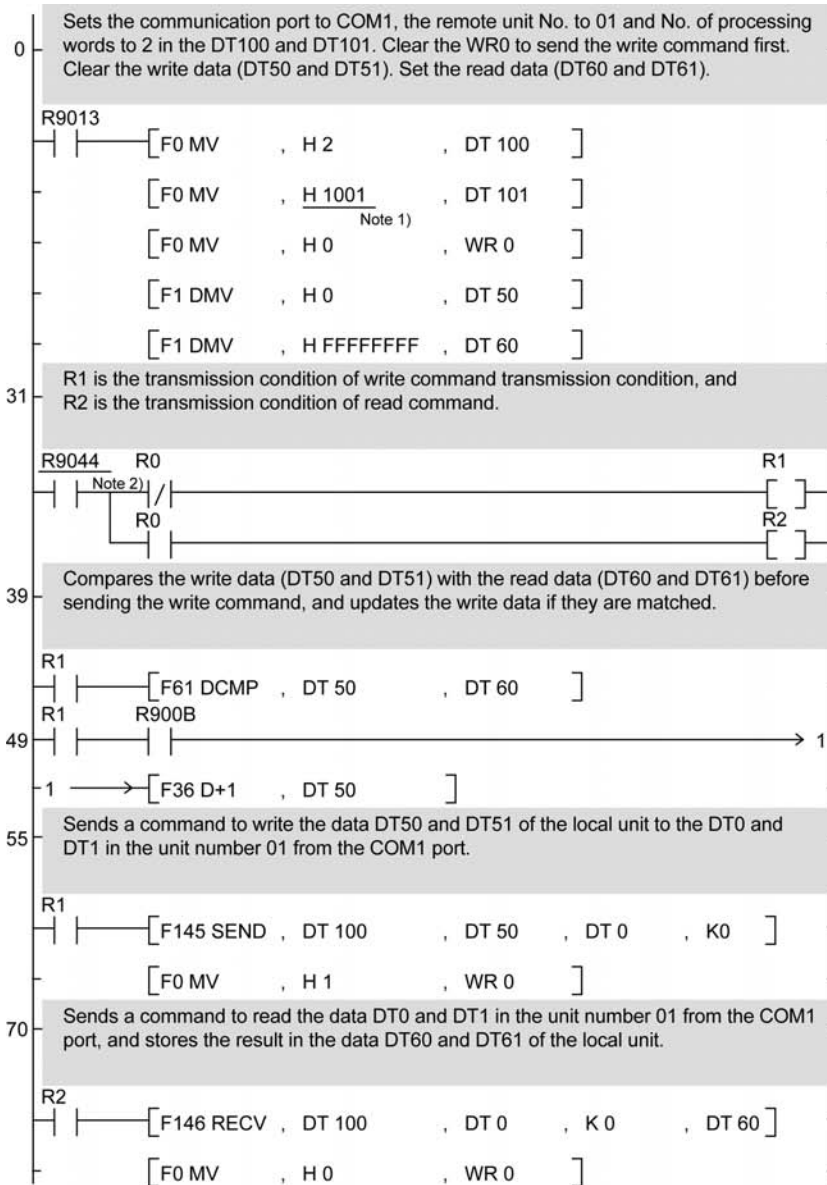 Sets the communication port to COM1, the remote unit No. to 01 and No. of processing
0 words to 2 in the DT100 and DT101. Clear the WR0 to send the write command first.
Clear the write data (DT50 and DT51). Set the read data (DT60 and DT61).
R9013
F0 MV , H 2 , DT 100
F0 MV , H 1001 , DT 101
Note 1)
F0 MV , H 0 , WR 0
F1 DMV , H 0 , DT 50
F1 DMV , H FFFFFFFF , DT 60
R1 is the transmission condition of write command transmission condition, and
31 R2 is the transmission condition of read command.
R9044 R0 R1
Note 2)
R0 R2
Compares the write data (DT50 and DT51) with the read data (DT60 and DT61) before
39 sending the write command, and updates the write data if they are matched.
R1
F61 DCMP , DT 50 , DT 60
R1 R900B
49 1
1 F36 D+1 , DT 50
Sends a command to write the data DT50 and DT51 of the local unit to the DT0 and
55 DT1 in the unit number 01 from the COM1 port.
R1
F145 SEND , DT 100 , DT 50 , DT 0 , K0
F0 MV , H 1 , WR 0
Sends a command to read the data DT0 and DT1 in the unit number 01 from the COM1
70 port, and stores the result in the data DT60 and DT61 of the local unit.
R2
F146 RECV , DT 100 , DT 0 , K 0 , DT 60
F0 MV , H 0 , WR 0